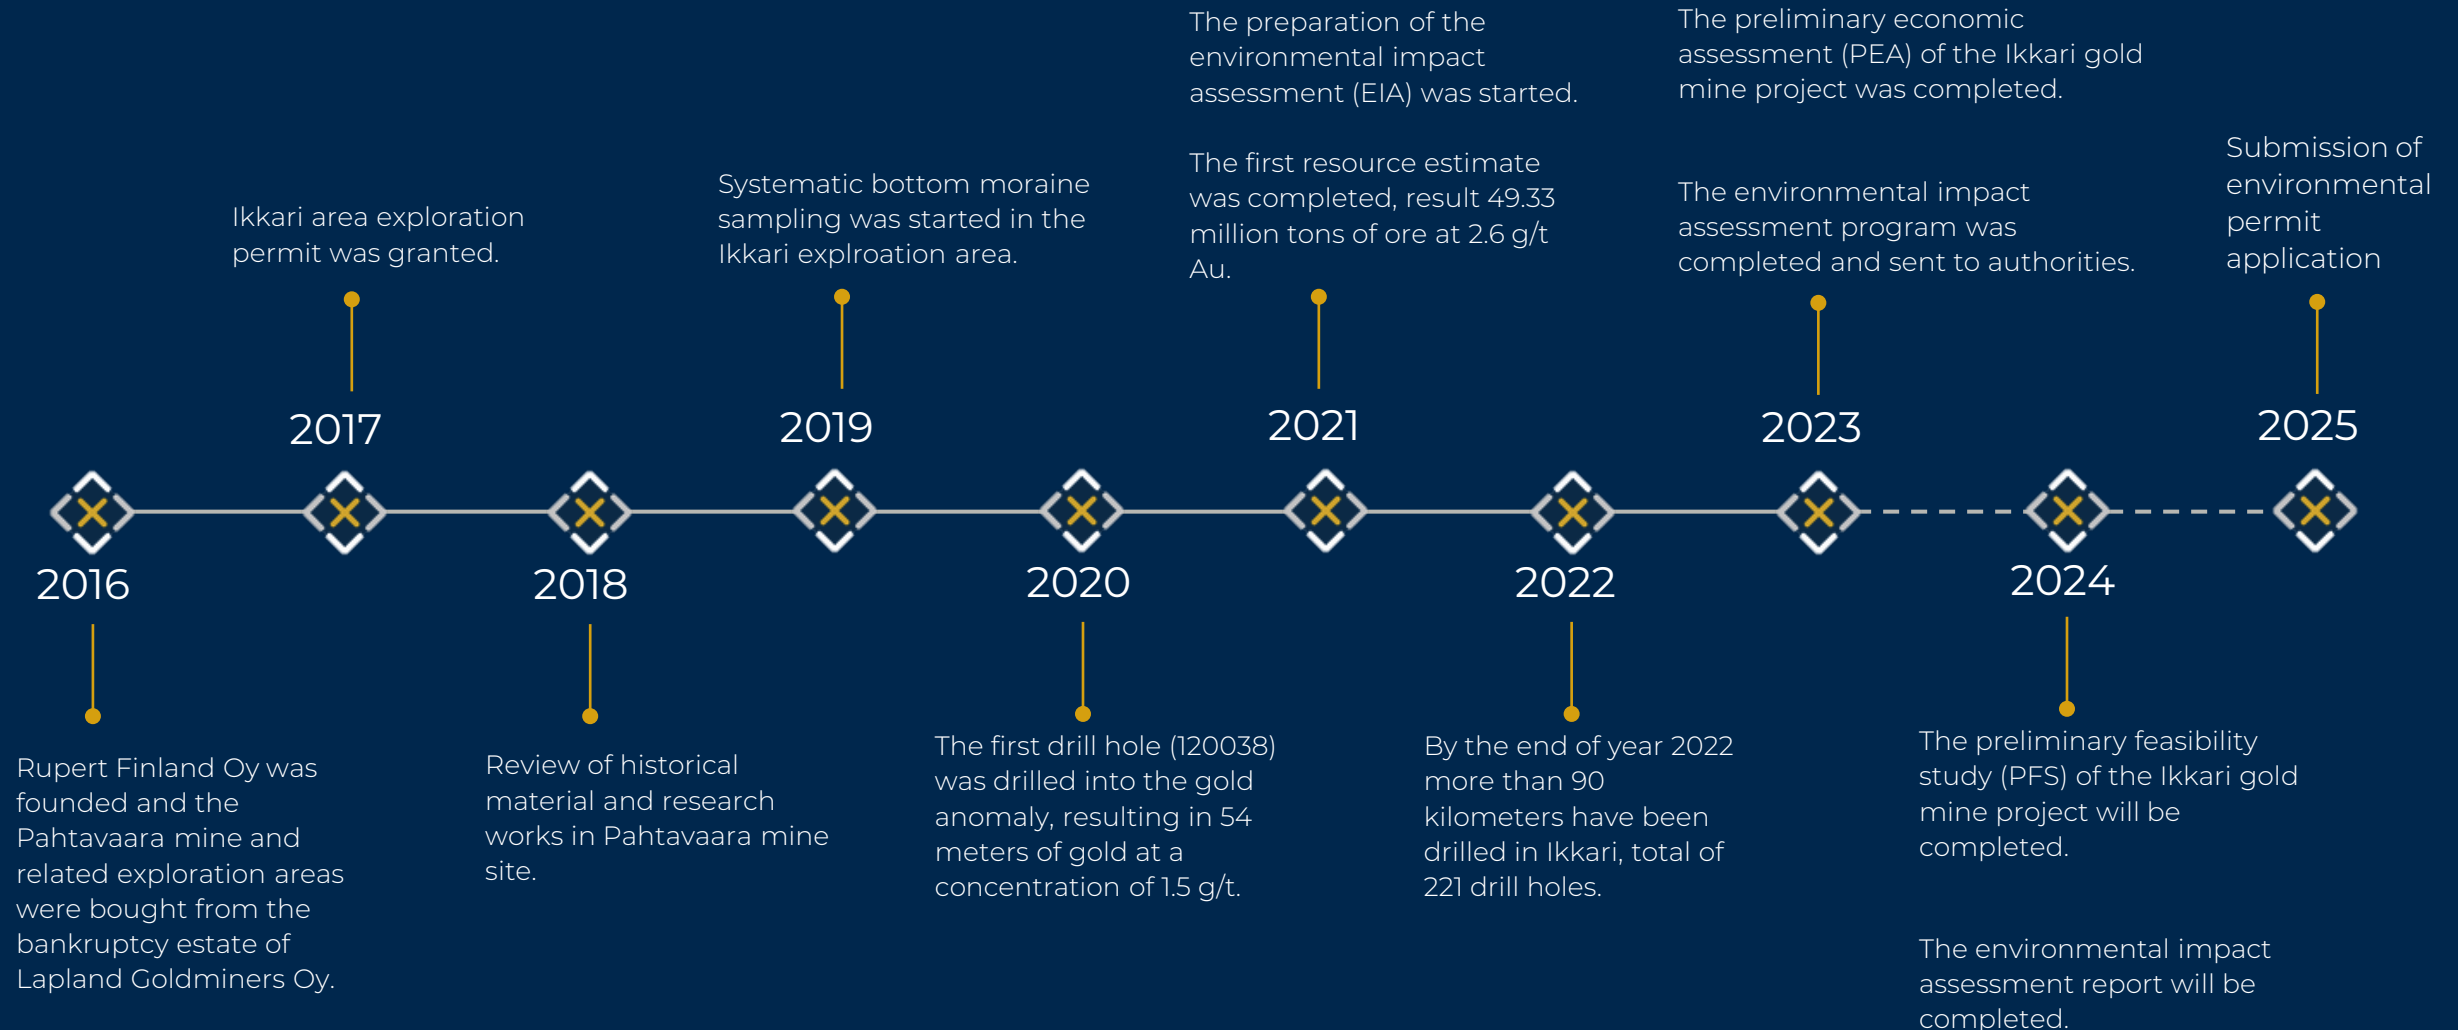 2016
Rupert Finland Oy was
founded and the
Pahtavaara mine and
related exploration areas
were bought from the
bankruptcy estate of
Lapland Goldminers Oy.
Ikkari area exploration
permit was granted.
2017
2018
Review of historical
material and research
works in Pahtavaara mine
site.
Systematic bottom moraine
sampling was started in the
Ikkari explroation area.
2019
2020
The first drill hole (120038)
was drilled into the gold
anomaly, resulting in 54
meters of gold at a
concentration of 1.5 g/t.
The preparation of the
environmental impact
assessment (EIA) was started.
The first resource estimate
was completed, result 49.33
million tons of ore at 2.6 g/t
Au.
2021
2022
By the end of year 2022
more than 90
kilometers have been
drilled in Ikkari, total of
221 drill holes.
The preliminary economic
assessment (PEA) of the Ikkari gold
mine project was completed.
The environmental impact
assessment program was
completed and sent to authorities.
2023
2024
The preliminary feasibility
study (PFS) of the Ikkari gold
mine project will be
completed.
The environmental impact
assessment report will be
completed.
Submission of
environmental
permit
application
2025